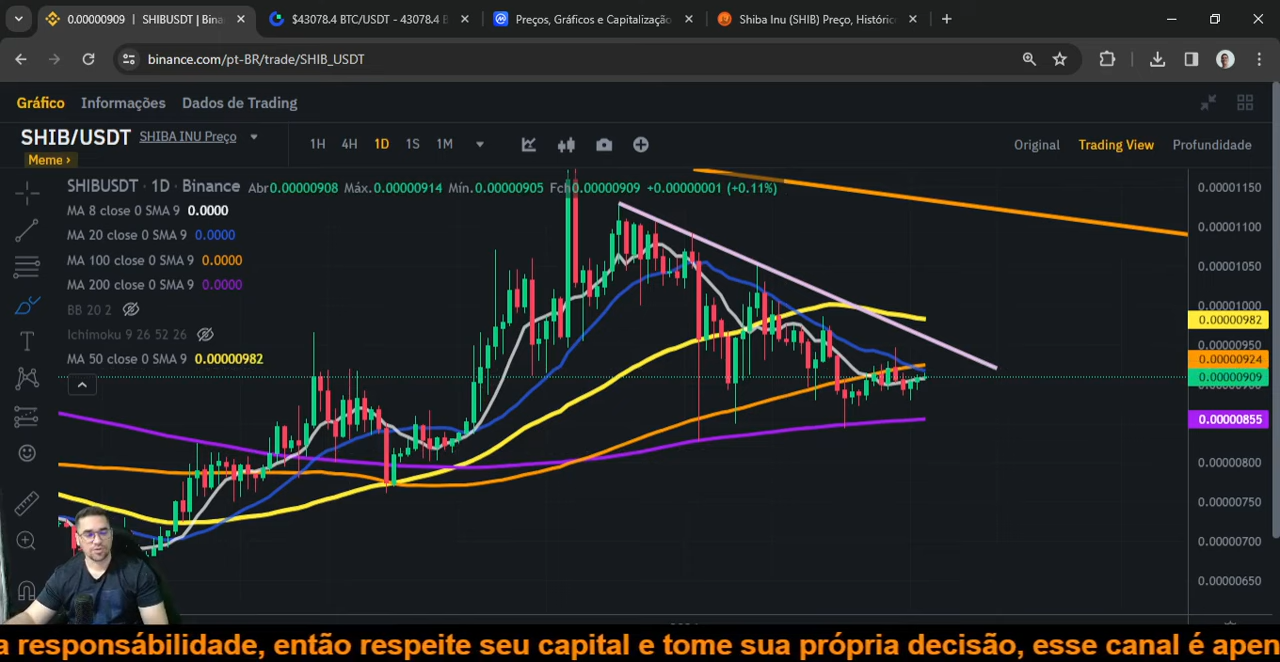 0.00000909 | SHIBUSDT | Bina
$43078.4 BTC/USDT - 43078.4 B
Preços, Gráficos e Capitalização
Shiba Inu (SHIB) Preço, Históric
binance.com/pt-BR/trade/SHIB_USDT
Gráfico Informações Dados de Trading
SHIB/USDT SHIBA INU Preço
Meme ›
1H 4H 1D 1S 1M
Original Trading View Profundidade
SHIBUSDT · 1D · Binance Abr0.00000908 Máx.0.00000914 Mín.0.00000905 Fch0.00000909 +0.00000001 (+0.11%)
MA 8 close 0 SMA 9 0.0000
MA 20 close 0 SMA 9 0.0000
MA 100 close 0 SMA 9 0.0000
MA 200 close 0 SMA 9 0.0000
BB 20 2
Ichimoku 9 26 52 26
MA 50 close 0 SMA 9 0.00000982
0.00001150
0.00001100
0.00001050
0.00001000
0.00000982
0.00000950
0.00000924
0.00000909
0.00000855
0.00000800
0.00000750
0.00000700
0.00000650
a responsábilidade, então respeite seu capital e tome sua própria decisão, esse canal é apen